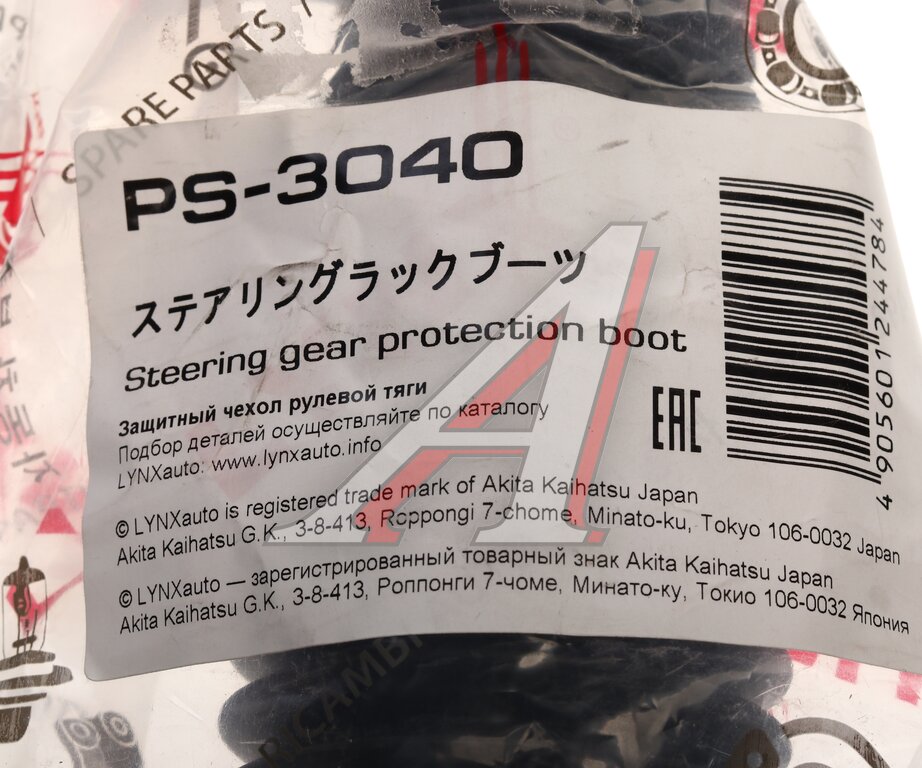 SPARE PARTS /
PS-3040
ステアリングラックブーツ
Steering gear protection boot
Защитный чехол рулевой тяги
Подбор деталей осуществляйте по каталогу
LYNXauto: www.lynxauto.info
EAC
4 905601 244784
© LYNXauto is registered trade mark of Akita Kaihatsu Japan
Akita Kaihatsu G.K., 3-8-413, Roppongi 7-chome, Minato-ku, Tokyo 106-0032 Japan
© LYNXauto — зарегистрированный товарный знак Akita Kaihatsu Japan
Akita Kaihatsu G.K., 3-8-413, Роппонги 7-чоме, Минато-ку, Токио 106-0032 Япония